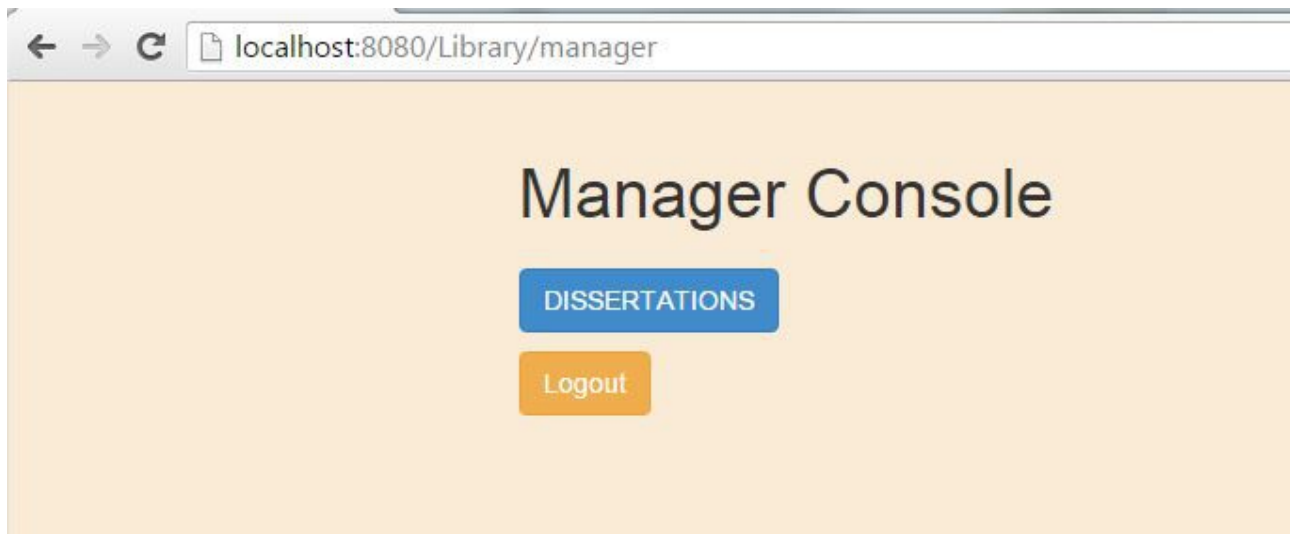 localhost:8080/Library/manager
Manager Console
DISSERTATIONS
Logout